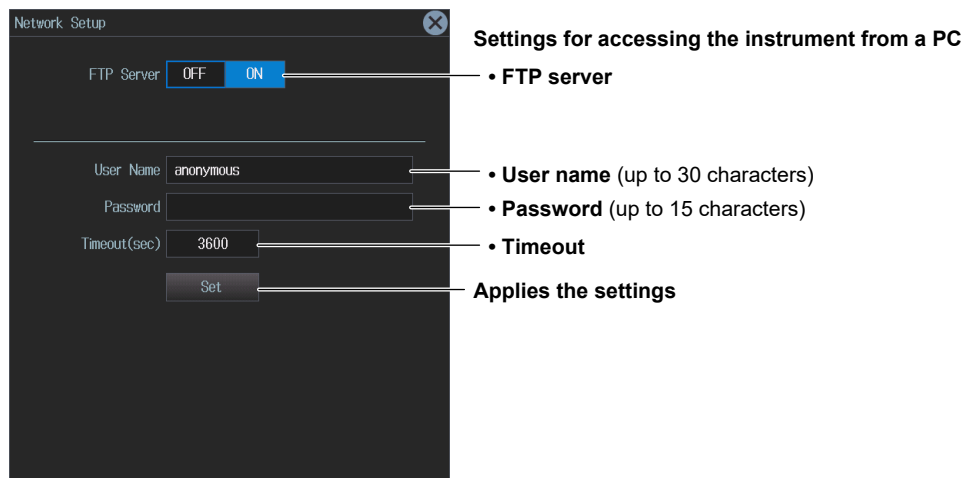 Network Setup
Settings for accessing the instrument from a PC
FTP Server OFF ON
• FTP server
User Name anonymous
• User name (up to 30 characters)
Password
• Password (up to 15 characters)
Timeout(sec) 3600
• Timeout
Set
Applies the settings